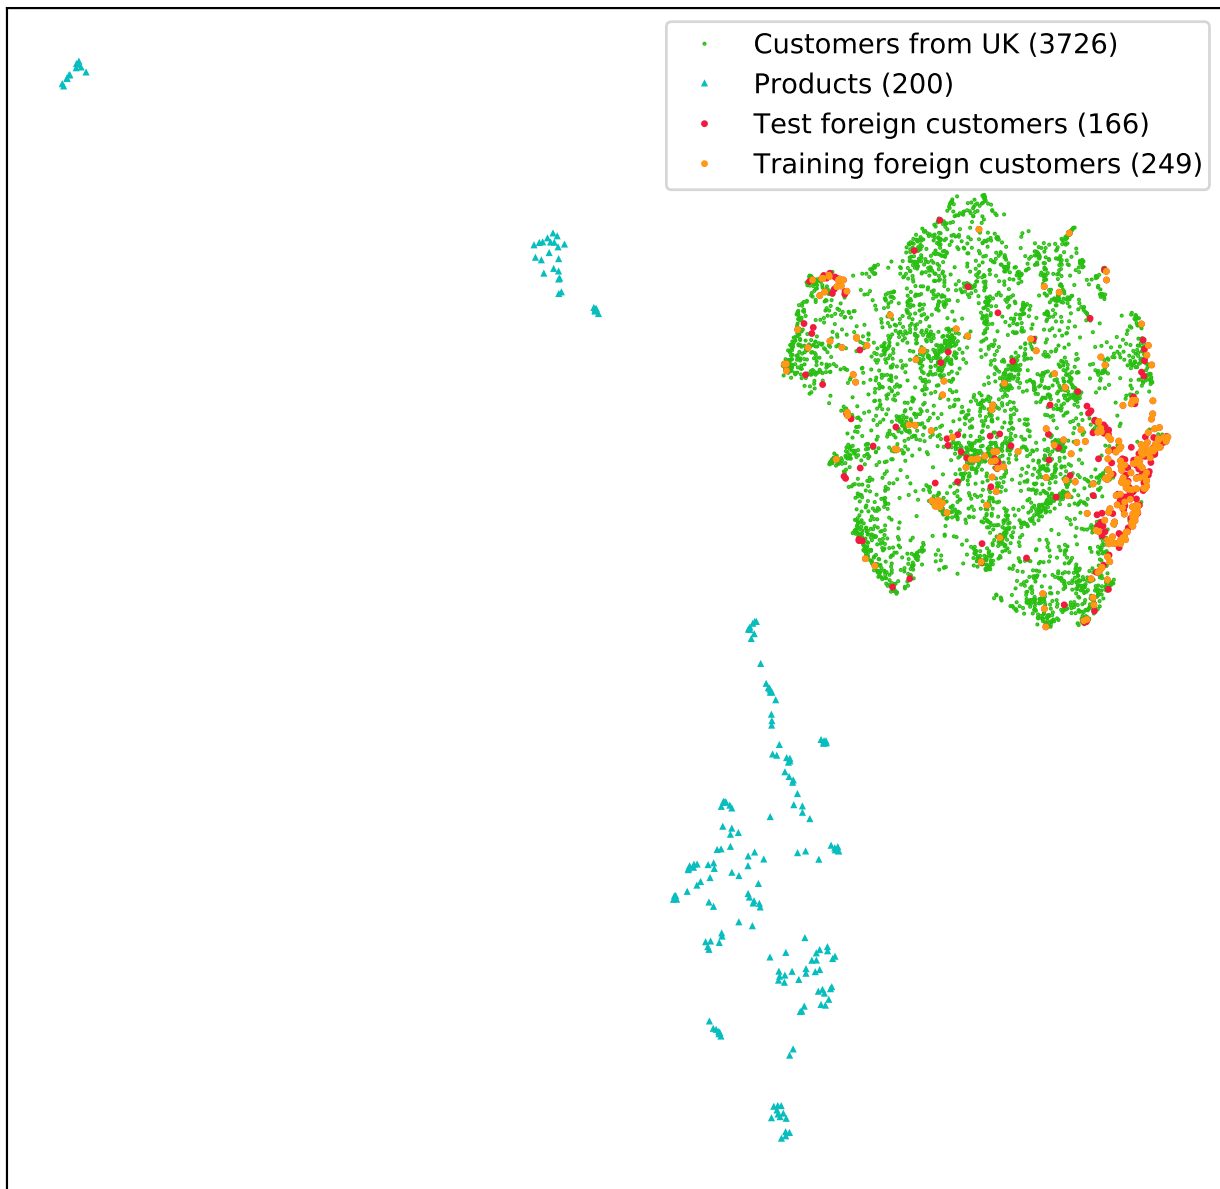 Customers from UK (3726)
Products (200)
Test foreign customers (166)
Training foreign customers (249)